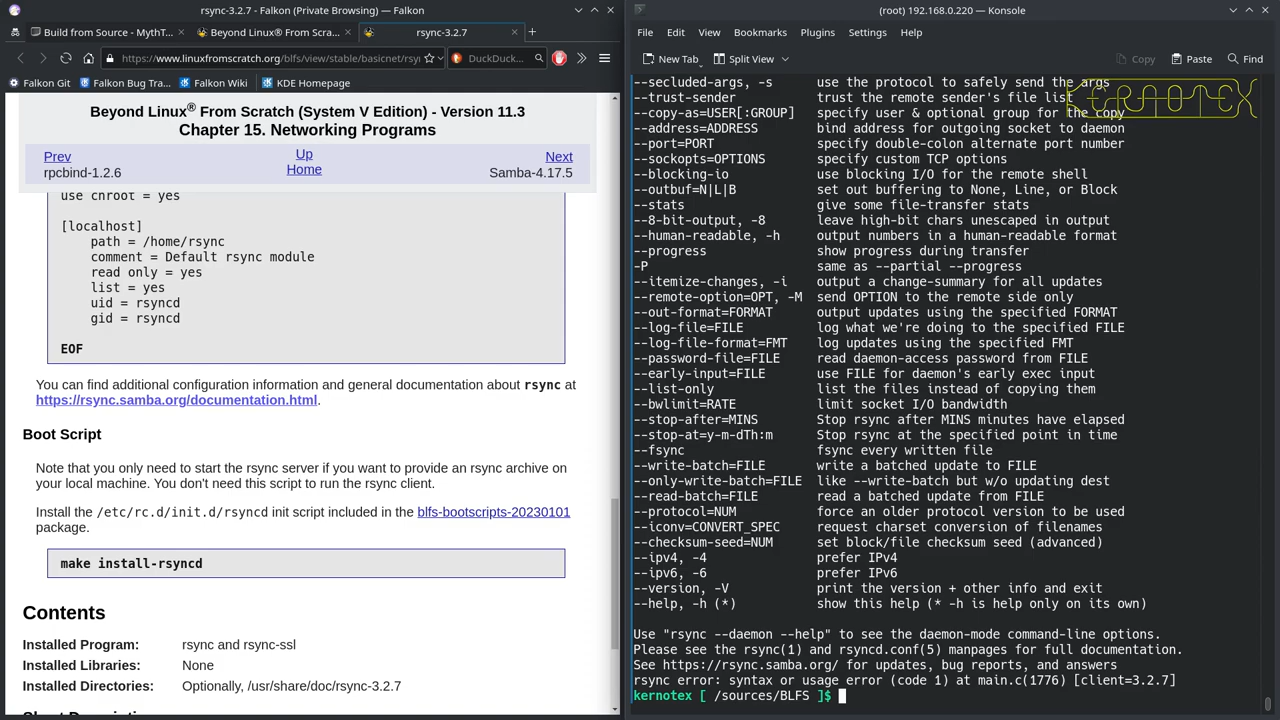 rsync-3.2.7 - Falkon (Private Browsing) — Falkon
Build from Source - MythT
Beyond Linux® From Scra...
rsync-3.2.7
https://www.linuxfromscratch.org/blfs/view/stable/basicnet/rsy
DuckDuck
Falkon Git
Falkon Bug Tra...
Falkon Wiki
KDE Homepage
Beyond Linux® From Scratch (System V Edition) - Version 11.3
Chapter 15. Networking Programs
Prev
Up
Next
rpcbind-1.2.6
Home
Samba-4.17.5
use chroot = yes
[localhost]
path = /home/rsync
comment = Default rsync module
read only = yes
list = yes
uid = rsyncd
gid = rsyncd
EOF
You can find additional configuration information and general documentation about rsync at
https://rsync.samba.org/documentation.html.
Boot Script
Note that you only need to start the rsync server if you want to provide an rsync archive on
your local machine. You don't need this script to run the rsync client.
Install the /etc/rc.d/init.d/rsyncd init script included in the blfs-bootscripts-20230101
package.
make install-rsyncd
Contents
Installed Program: rsync and rsync-ssl
Installed Libraries: None
Installed Directories: Optionally, /usr/share/doc/rsync-3.2.7
Short Descriptions
(root) 192.168.0.220 — Konsole
File Edit View Bookmarks Plugins Settings Help
New Tab
Split View
Copy
Paste
Find
KERNOTEX
--secluded-args, -s use the protocol to safely send the args
--trust-sender trust the remote sender's file list
--copy-as=USER[:GROUP] specify user & optional group for the copy
--address=ADDRESS bind address for outgoing socket to daemon
--port=PORT specify double-colon alternate port number
--sockopts=OPTIONS specify custom TCP options
--blocking-io use blocking I/O for the remote shell
--outbuf=N|L|B set out buffering to None, Line, or Block
--stats give some file-transfer stats
--8-bit-output, -8 leave high-bit chars unescaped in output
--human-readable, -h output numbers in a human-readable format
--progress show progress during transfer
-P same as --partial --progress
--itemize-changes, -i output a change-summary for all updates
--remote-option=OPT, -M send OPTION to the remote side only
--out-format=FORMAT output updates using the specified FORMAT
--log-file=FILE log what we're doing to the specified FILE
--log-file-format=FMT log updates using the specified FMT
--password-file=FILE read daemon-access password from FILE
--early-input=FILE use FILE for daemon's early exec input
--list-only list the files instead of copying them
--bwlimit=RATE limit socket I/O bandwidth
--stop-after=MINS Stop rsync after MINS minutes have elapsed
--stop-at=y-m-dTh:m Stop rsync at the specified point in time
--fsync fsync every written file
--write-batch=FILE write a batched update to FILE
--only-write-batch=FILE like --write-batch but w/o updating dest
--read-batch=FILE read a batched update from FILE
--protocol=NUM force an older protocol version to be used
--iconv=CONVERT_SPEC request charset conversion of filenames
--checksum-seed=NUM set block/file checksum seed (advanced)
--ipv4, -4 prefer IPv4
--ipv6, -6 prefer IPv6
--version, -V print the version + other info and exit
--help, -h (*) show this help (* -h is help only on its own)
Use "rsync --daemon --help" to see the daemon-mode command-line options.
Please see the rsync(1) and rsyncd.conf(5) manpages for full documentation.
See https://rsync.samba.org/ for updates, bug reports, and answers
rsync error: syntax or usage error (code 1) at main.c(1776) [client=3.2.7]
kernotex [ /sources/BLFS ]$